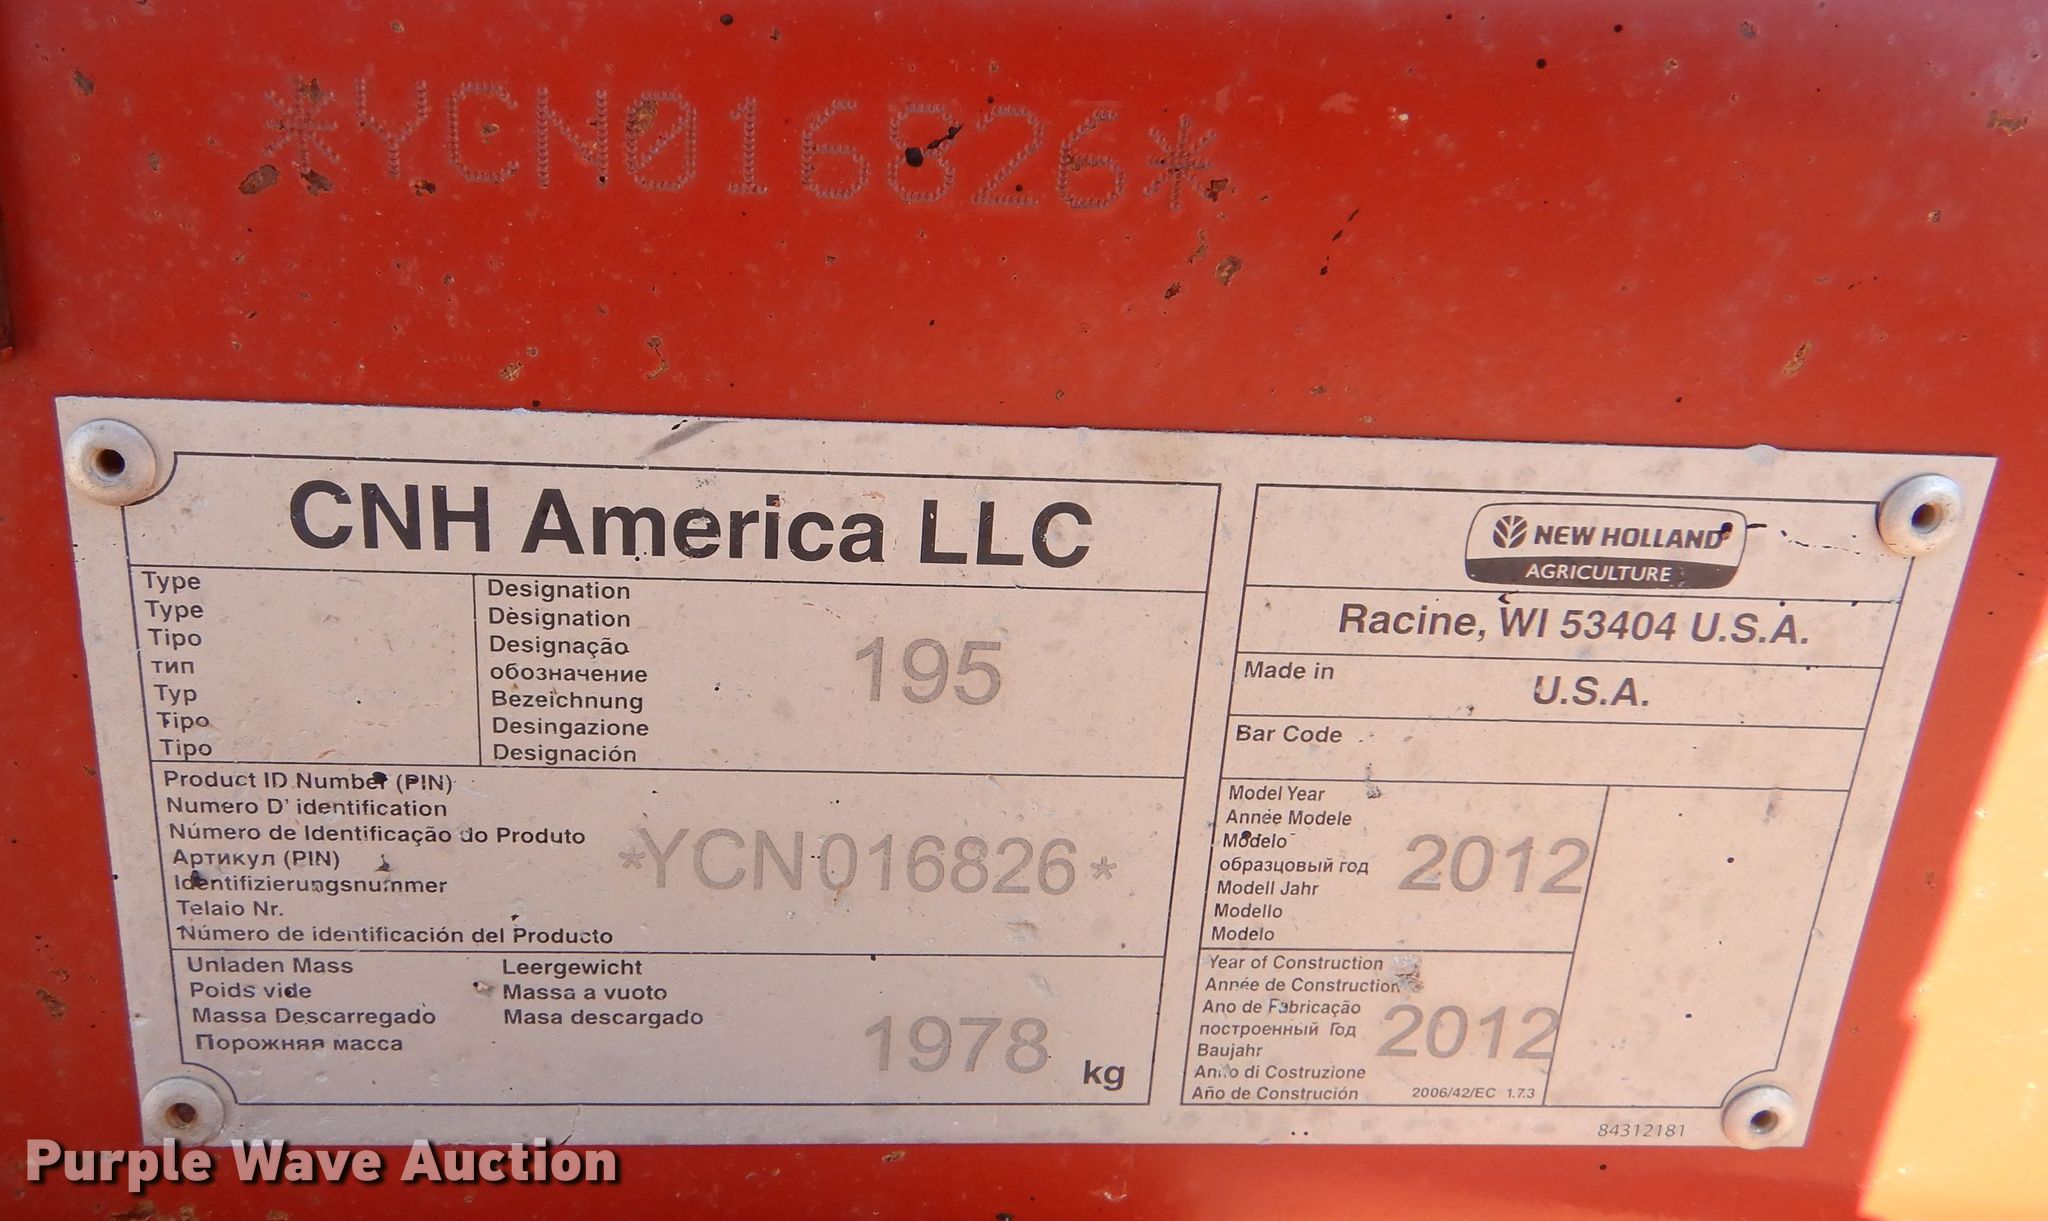 *YCN016826*
CNH America LLC
Type
Type
Tipo
тип
Typ
Tipo
Tipo
Designation
Dèsignation
Designação
обозначение
Bezeichnung
Desingazione
Designación
195
Product ID Number (PIN)
Numero D' identification
Número de Identificação do Produto
Артикул (PIN)
Identifizierungsnummer
Telaio Nr.
Número de identificación del Producto
*YCN016826*
Unladen Mass
Poids vide
Massa Descarregado
Порожняя масса
Leergewicht
Massa a vuoto
Masa descargado
1978 kg
NEW HOLLAND
AGRICULTURE
Racine, WI 53404 U.S.A.
Made in
U.S.A.
Bar Code
Model Year
Année Modele
Modelo
образцовый год
Modell Jahr
Modello
Modelo
2012
Year of Construction
Année de Construction
Ano de Fabricação
построенный Год
Baujahr
Anno di Costruzione
Año de Construción
2012
2006/42/EC 1.7.3
84312181
Purple Wave Auction